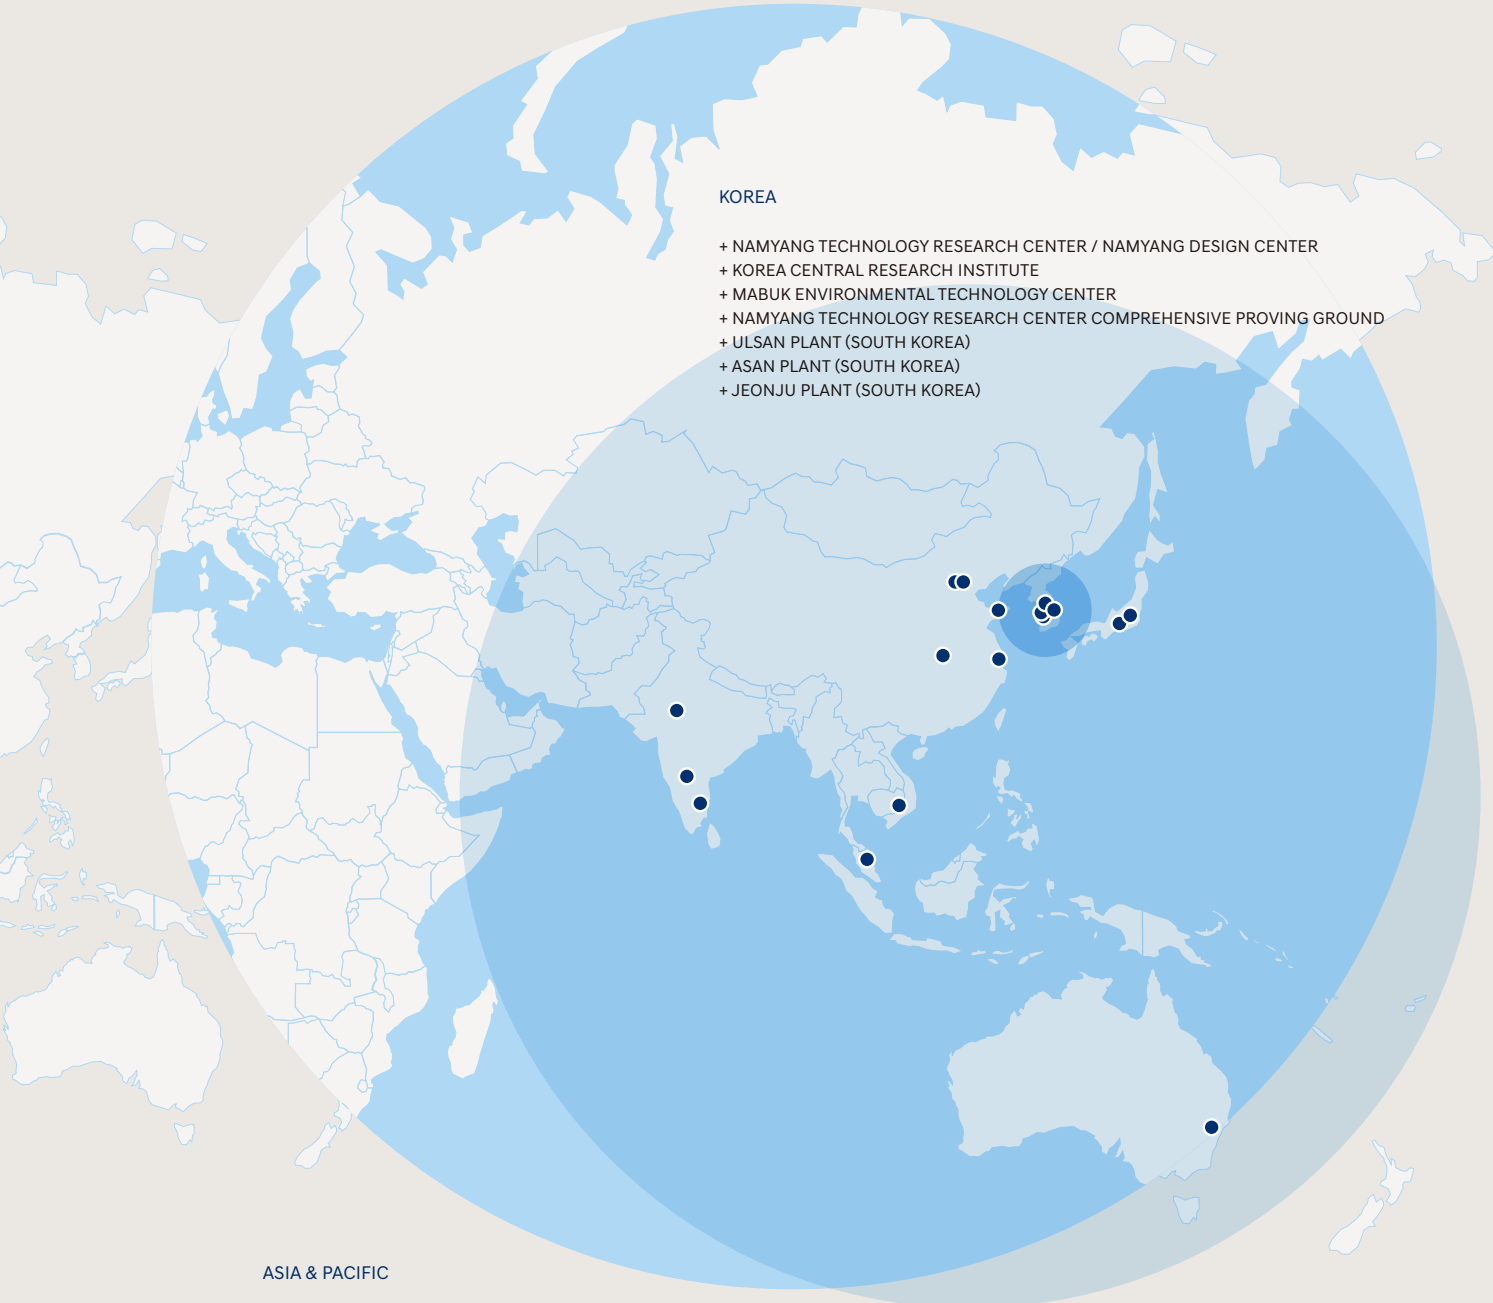 KOREA
+ NAMYANG TECHNOLOGY RESEARCH CENTER / NAMYANG DESIGN CENTER
+ KOREA CENTRAL RESEARCH INSTITUTE
+ MABUK ENVIRONMENTAL TECHNOLOGY CENTER
+ NAMYANG TECHNOLOGY RESEARCH CENTER COMPREHENSIVE PROVING GROUND
+ ULSAN PLANT (SOUTH KOREA)
+ ASAN PLANT (SOUTH KOREA)
+ JEONJU PLANT (SOUTH KOREA)
ASIA & PACIFIC